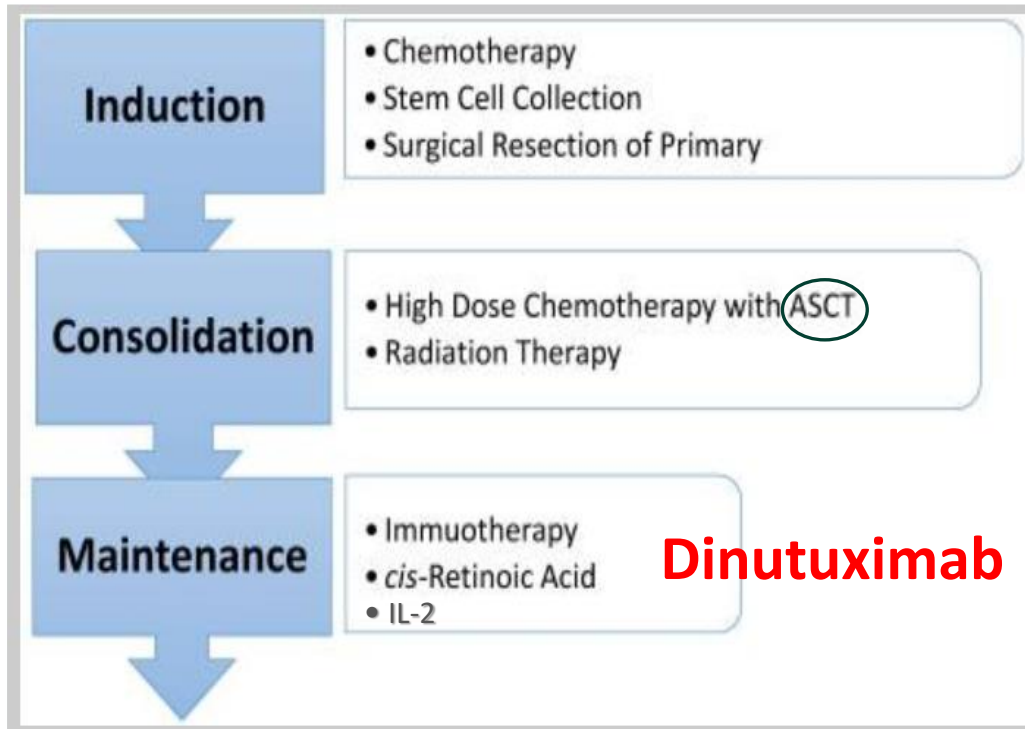 Induction
• Chemotherapy
• Stem Cell Collection
• Surgical Resection of Primary
Consolidation
• High Dose Chemotherapy with ASCT
• Radiation Therapy
Maintenance
• Immuotherapy
• cis-Retinoic Acid
• IL-2
Dinutuximab